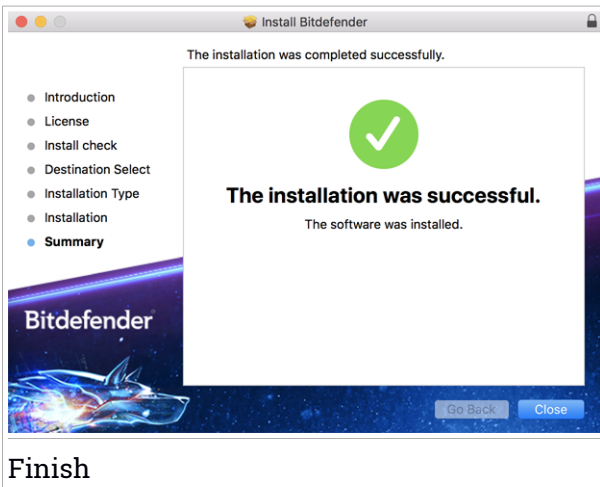 Install Bitdefender
The installation was completed successfully.
Introduction
License
Install check
Destination Select
Installation Type
Installation
Summary
The installation was successful.
The software was installed.
Bitdefender
Go Back
Close
Finish